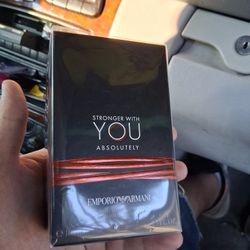 STRONGER WITH
YOU
ABSOLUTELY
EMPORIO ARMANI